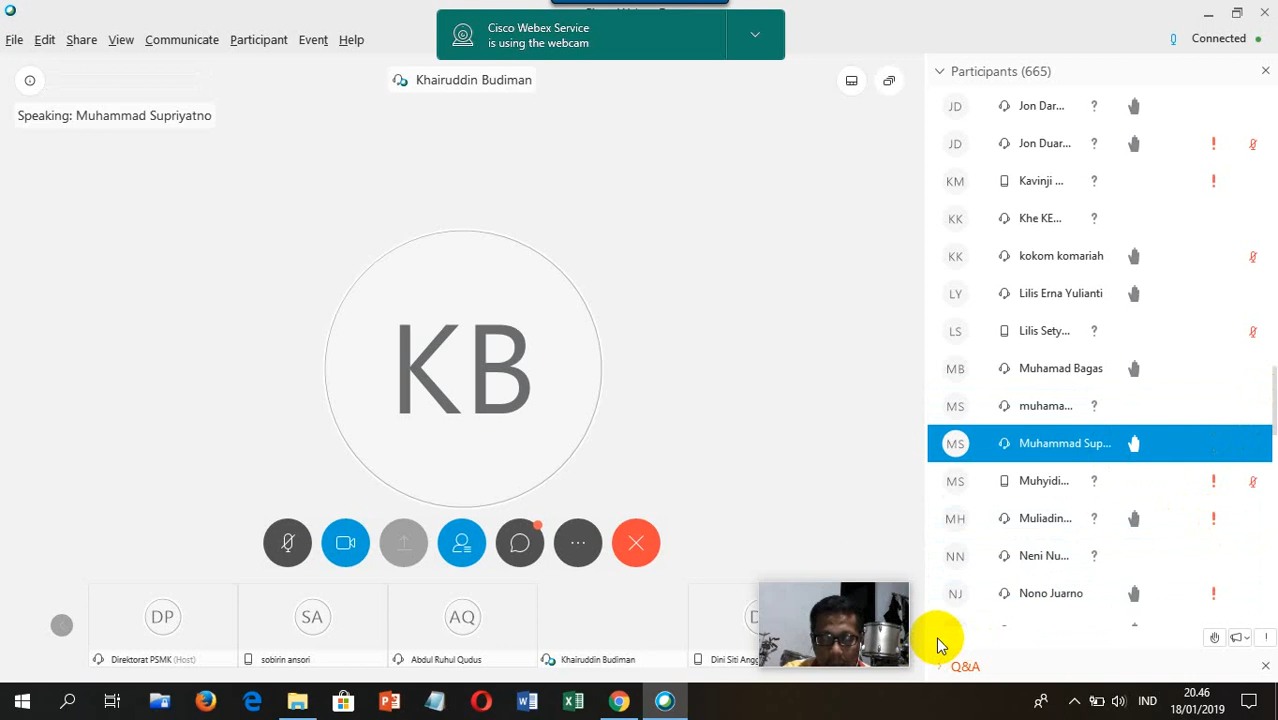 Cisco Webex Service
is using the webcam
File Edit Share View Communicate Participant Event Help
Connected
Khairuddin Budiman
Speaking: Muhammad Supriyatno
KB
Participants (665)
JD Jon Dar... ?
JD Jon Duar... ? !
KM Kavinji ... ? !
KK Khe KE... ?
KK kokom komariah
LY Lilis Erna Yulianti
LS Lilis Sety... ?
MB Muhamad Bagas
MS muhama... ?
MS Muhammad Sup...
MS Muhyidi... ? !
MH Muliadin... ? !
NN Neni Nu... ?
NJ Nono Juarno !
!
Q&A
DP
Direktorat PSMK (Host)
SA
sobirin ansori
AQ
Abdul Ruhul Qudus
Khairuddin Budiman
D
Dini Siti Angg
IND
20.46
18/01/2019